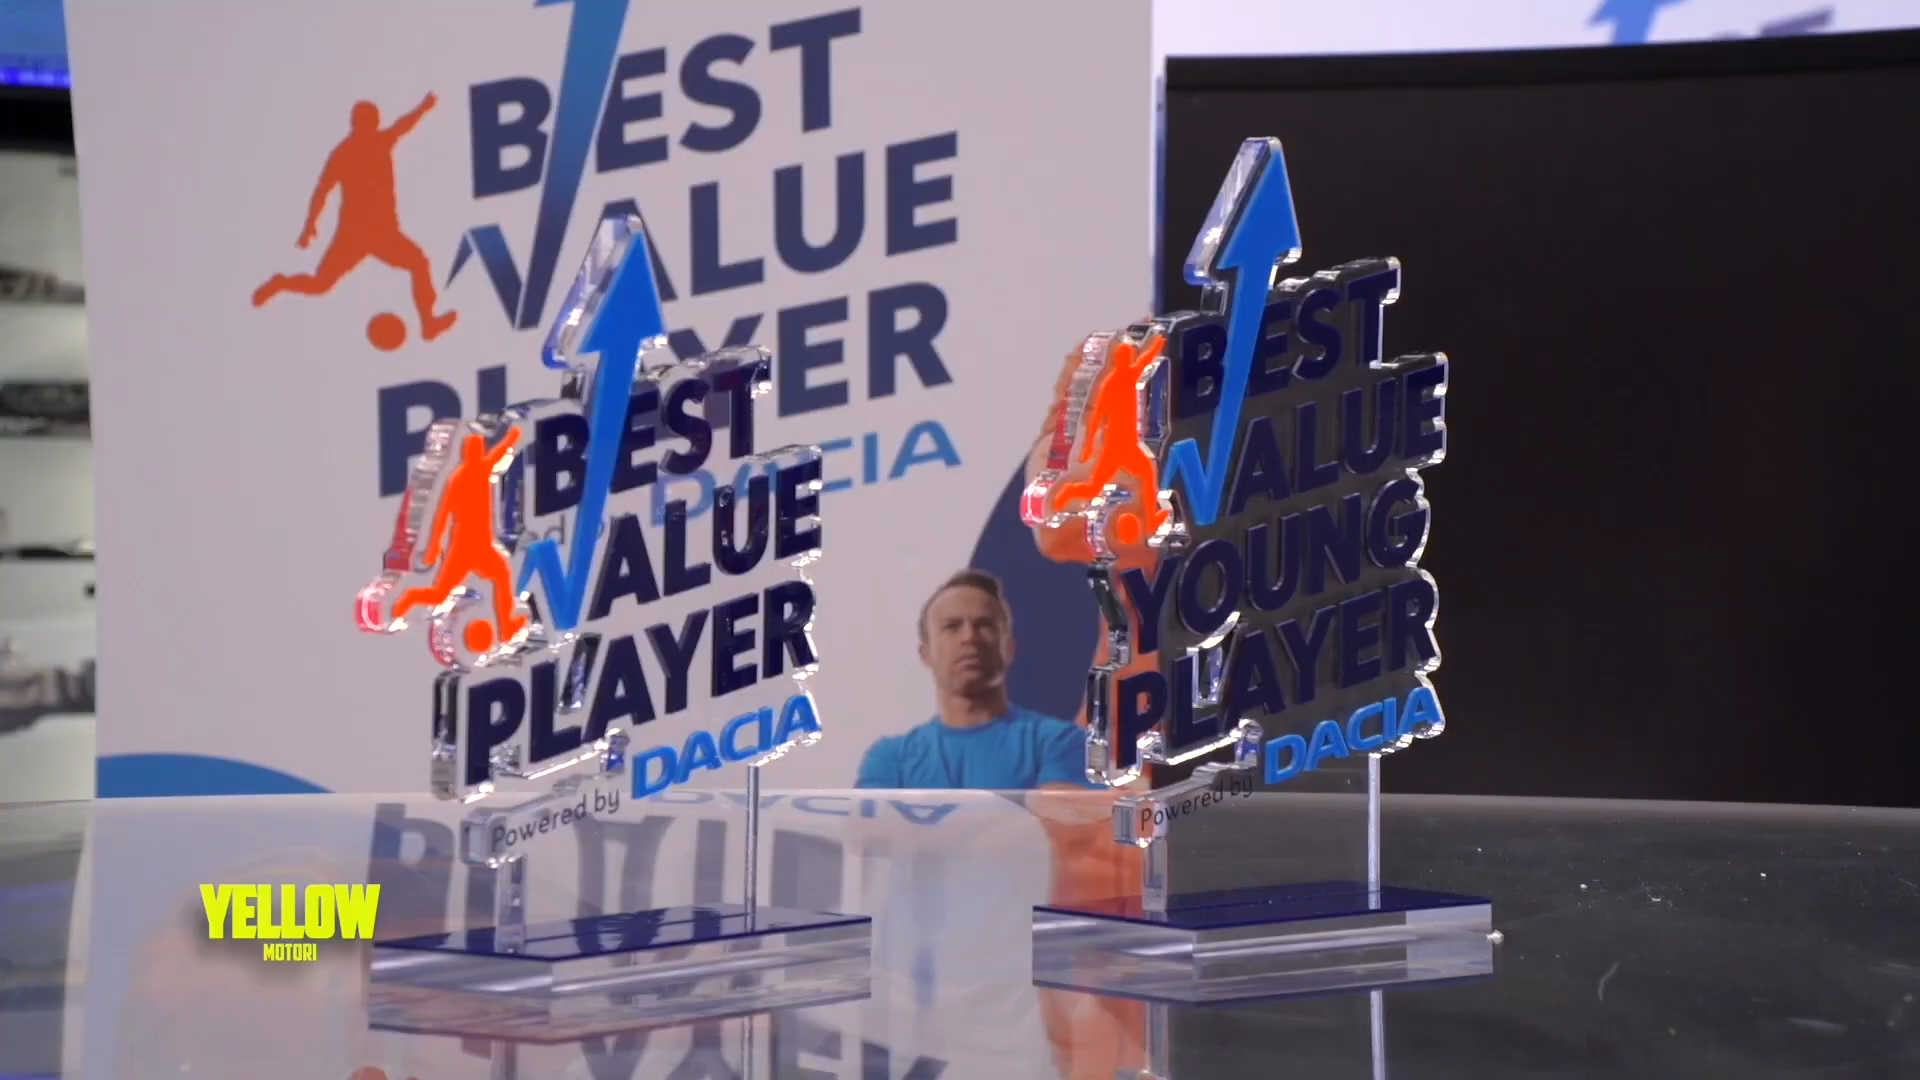 BEST
VALUE
PLAYER
DACIA
BEST
VALUE
PLAYER
Powered by DACIA
BEST
VALUE
YOUNG
PLAYER
Powered by DACIA
YELLOW
MOTORI